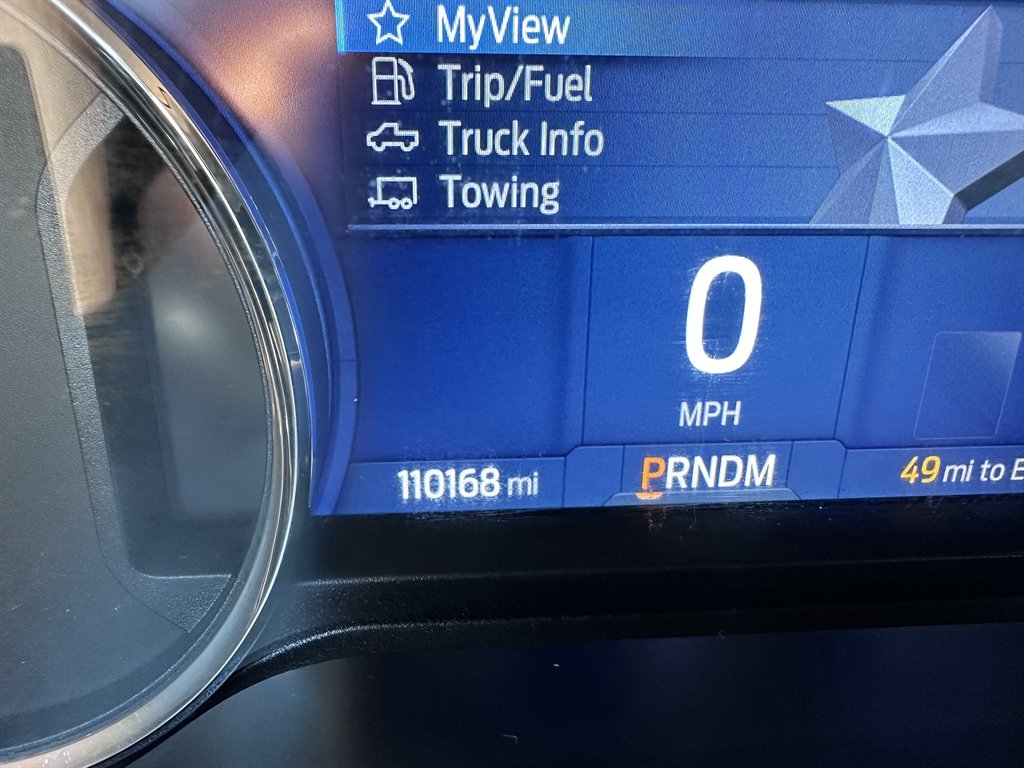 MyView
Trip/Fuel
Truck Info
Towing
0
MPH
110168 mi
PRNDM
49 mi to E